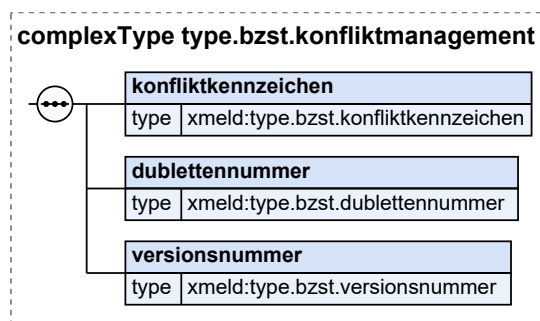 complexType type.bzst.konfliktmanagement
konfliktkennzeichen
type xmeld:type.bzst.konfliktkennzeichen
dublettennummer
type xmeld:type.bzst.dublettennummer
versionsnummer
type xmeld:type.bzst.versionsnummer